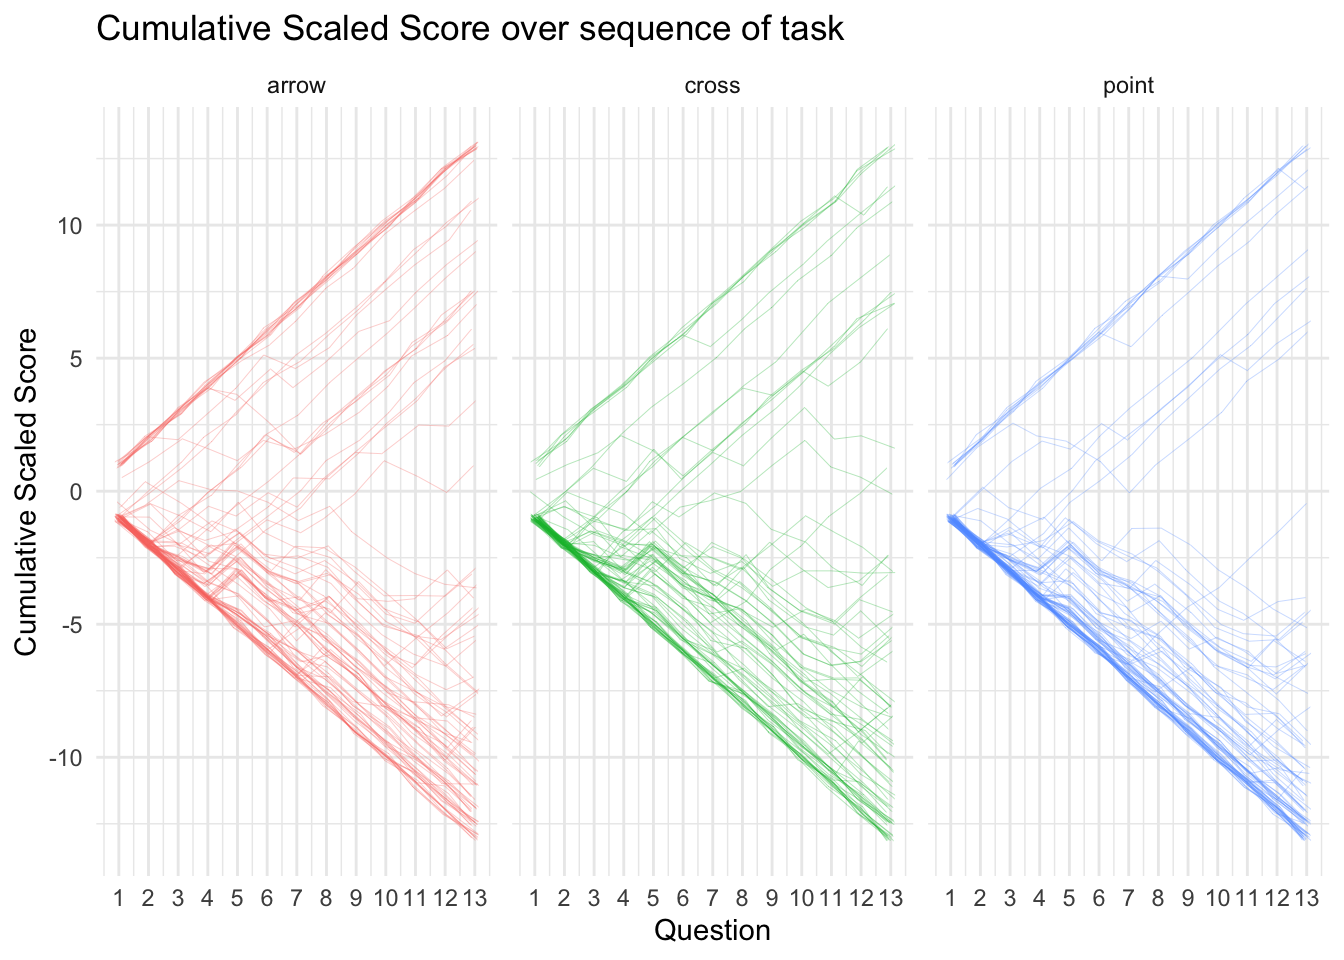 Cumulative Scaled Score over sequence of task
arrow
cross
point
Cumulative Scaled Score
10
5
0
-5
-10
1 2 3 4 5 6 7 8 9 10 11 12 13
1 2 3 4 5 6 7 8 9 10 11 12 13
1 2 3 4 5 6 7 8 9 10 11 12 13
Question